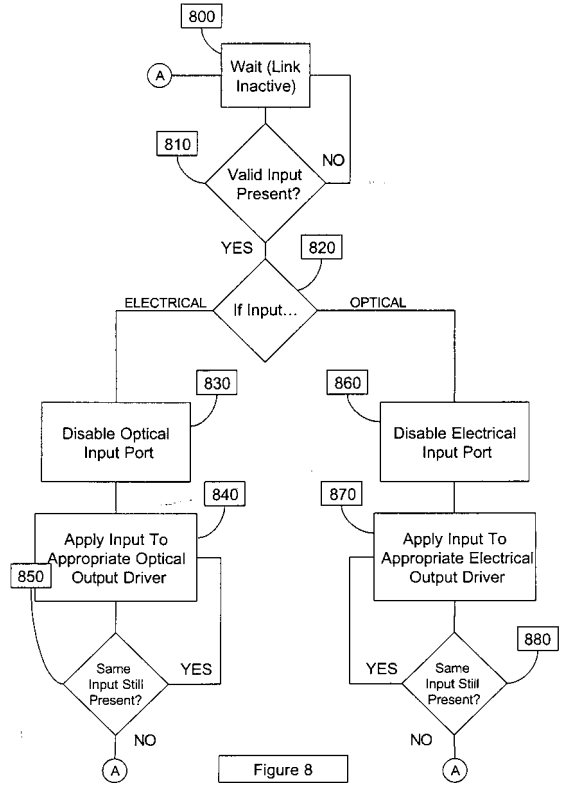 800
A
Wait (Link
Inactive)
810
Valid Input
Present?
NO
YES
820
ELECTRICAL
If Input...
OPTICAL
830
860
Disable Optical
Input Port
Disable Electrical
Input Port
840
870
Apply Input To
Appropriate Optical
Output Driver
Apply Input To
Appropriate Electrical
Output Driver
850
880
Same
Input Still
Present?
YES
YES
Same
Input Still
Present?
NO
NO
A
Figure 8
A